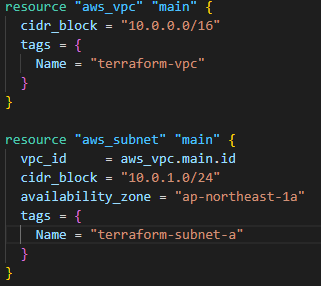 resource "aws_vpc" "main" {
  cidr_block = "10.0.0.0/16"
  tags = {
    Name = "terraform-vpc"
  }
}

resource "aws_subnet" "main" {
  vpc_id     = aws_vpc.main.id
  cidr_block = "10.0.1.0/24"
  availability_zone = "ap-northeast-1a"
  tags = {
    Name = "terraform-subnet-a"
  }
}